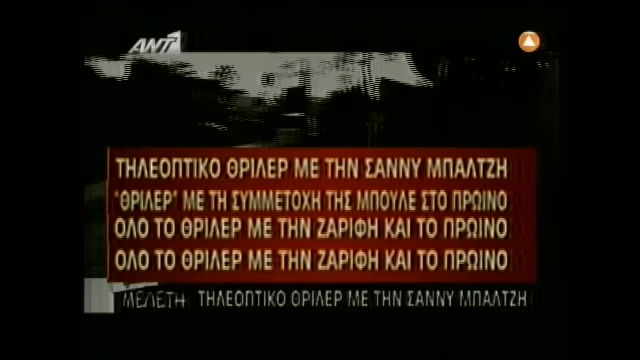 ANT1
ΤΗΛΕΟΠΤΙΚΟ ΘΡΙΛΕΡ ΜΕ ΤΗΝ ΣΑΝΝΥ ΜΠΑΛΤΖΗ
"ΘΡΙΛΕΡ" ΜΕ ΤΗ ΣΥΜΜΕΤΟΧΗ ΤΗΣ ΜΠΟΥΛΕ ΣΤΟ ΠΡΩΙΝΟ
ΟΛΟ ΤΟ ΘΡΙΛΕΡ ΜΕ ΤΗΝ ΖΑΡΙΦΗ ΚΑΙ ΤΟ ΠΡΩΙΝΟ
ΟΛΟ ΤΟ ΘΡΙΛΕΡ ΜΕ ΤΗΝ ΖΑΡΙΦΗ ΚΑΙ ΤΟ ΠΡΩΙΝΟ
ΜΕΛΕΤΗ ΤΗΛΕΟΠΤΙΚΟ ΘΡΙΛΕΡ ΜΕ ΤΗΝ ΣΑΝΝΥ ΜΠΑΛΤΖΗ